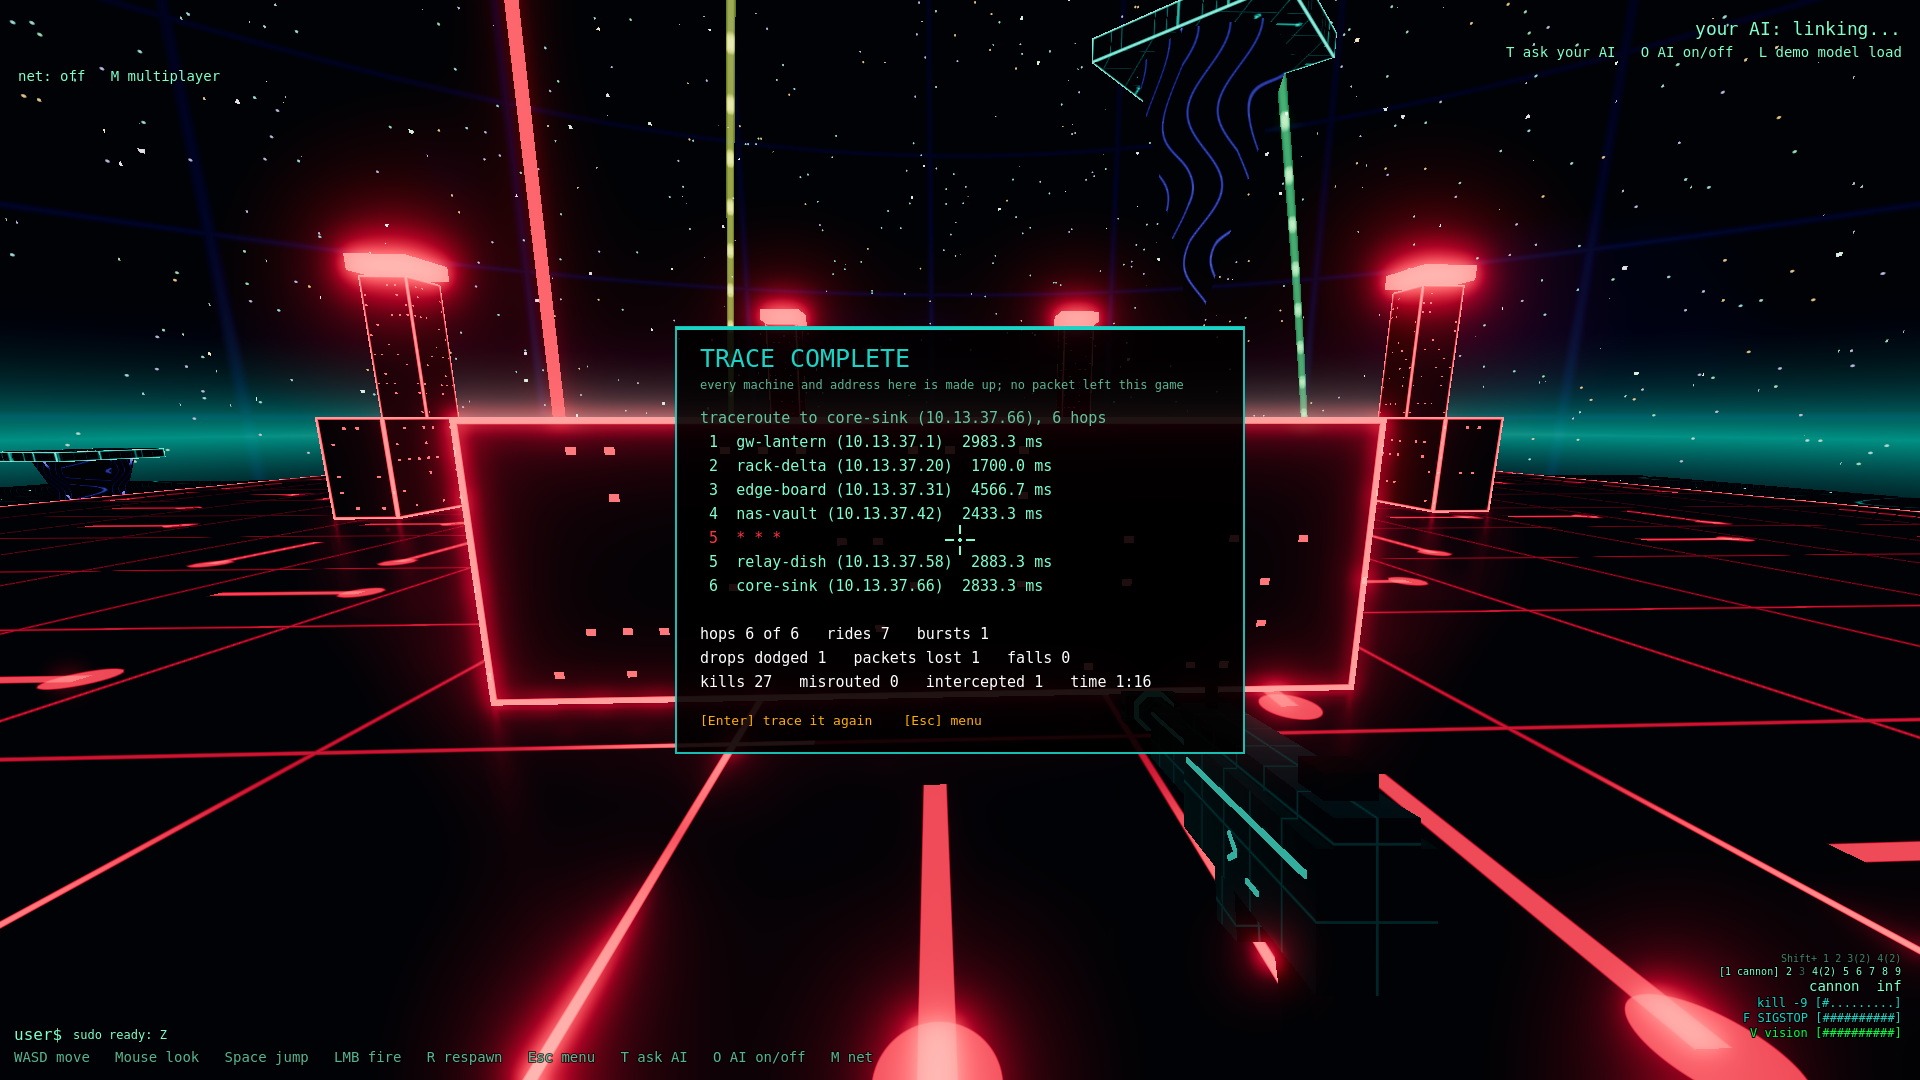 your AI: linking...
T ask your AI   O AI on/off   L demo model load
net: off   M multiplayer
TRACE COMPLETE
every machine and address here is made up; no packet left this game
traceroute to core-sink (10.13.37.66), 6 hops
1  gw-lantern (10.13.37.1)  2983.3 ms
2  rack-delta (10.13.37.20)  1700.0 ms
3  edge-board (10.13.37.31)  4566.7 ms
4  nas-vault (10.13.37.42)  2433.3 ms
5  * * *
5  relay-dish (10.13.37.58)  2883.3 ms
6  core-sink (10.13.37.66)  2833.3 ms
hops 6 of 6   rides 7   bursts 1
drops dodged 1   packets lost 1   falls 0
kills 27   misrouted 0   intercepted 1   time 1:16
[Enter] trace it again    [Esc] menu
Shift+ 1 2 3(2) 4(2)
[1 cannon] 2 3 4(2) 5 6 7 8 9
cannon  inf
kill -9 [#.........]
F SIGSTOP [##########]
V vision [##########]
user$ sudo ready: Z
WASD move   Mouse look   Space jump   LMB fire   R respawn   Esc menu   T ask AI   O AI on/off   M net